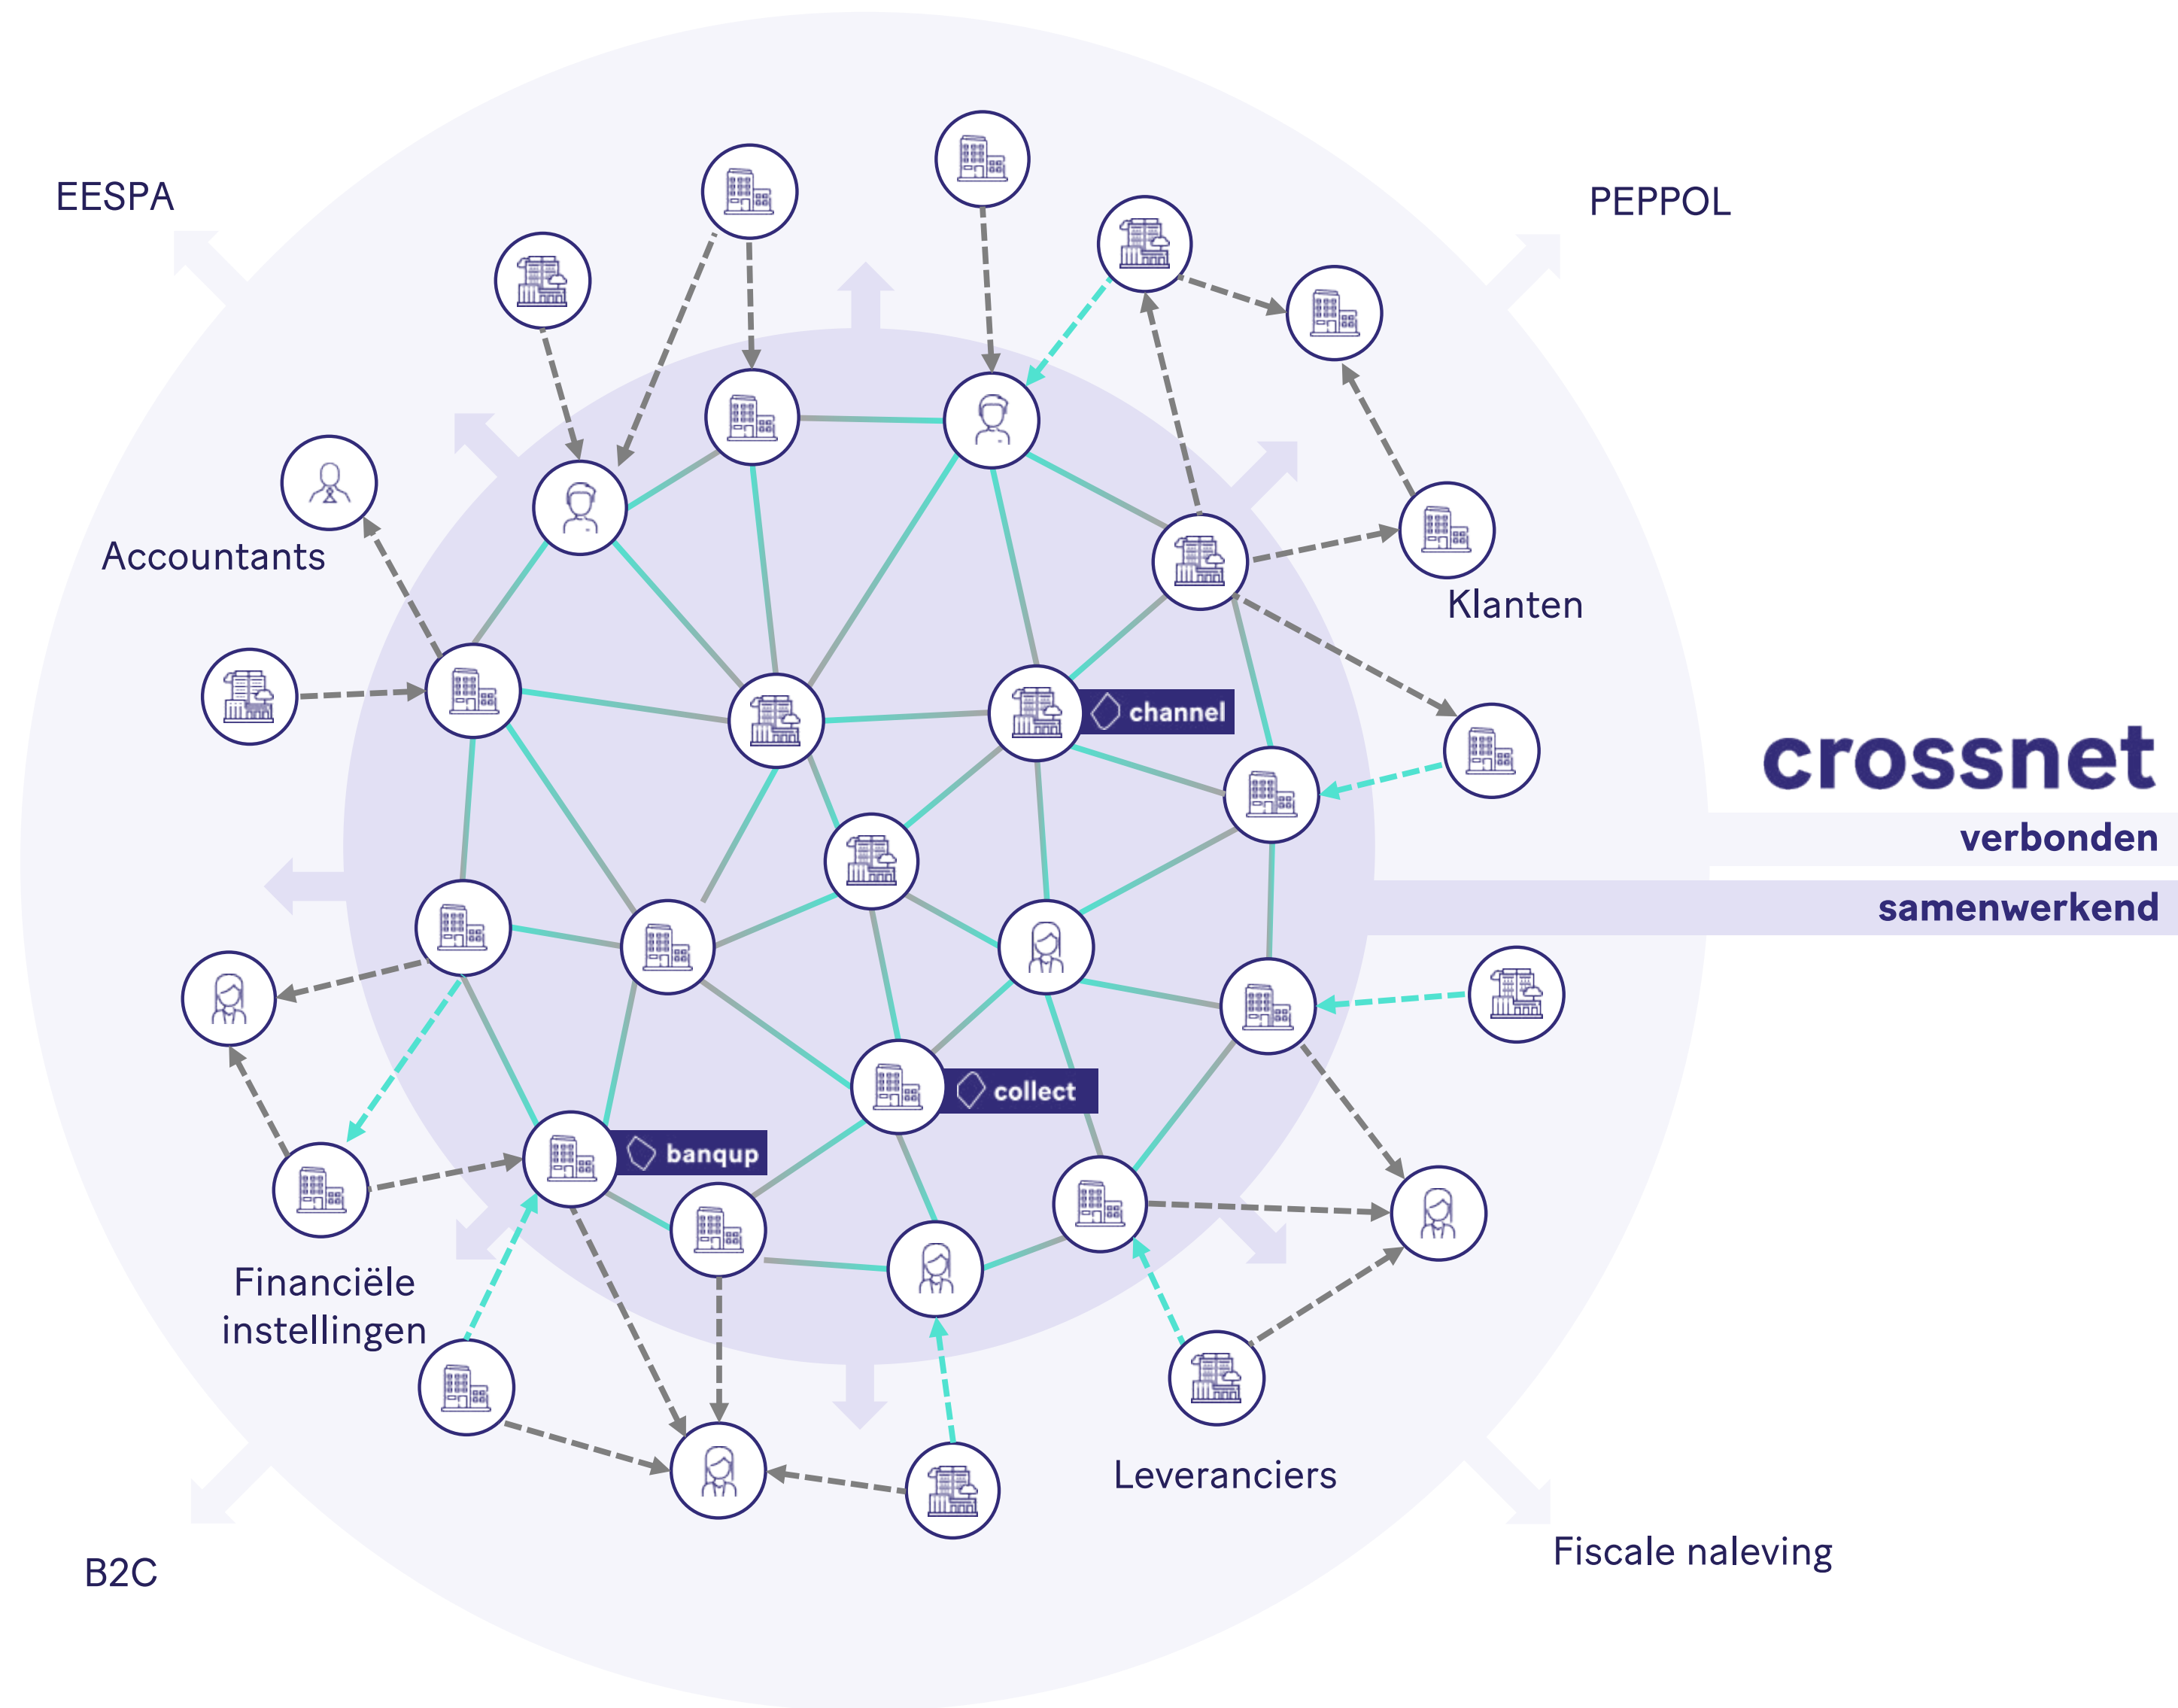 EESPA
PEPPOL
Accountants
Klanten
channel
crossnet
verbonden
samenwerkend
collect
banqup
Financiële
instellingen
Leveranciers
B2C
Fiscale naleving